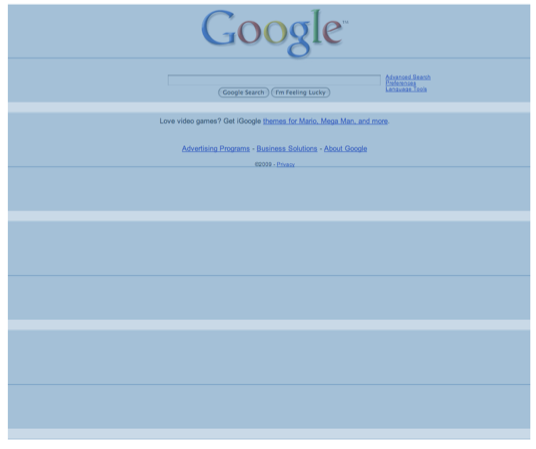 Google™
Advanced Search
Preferences
Language Tools
Google Search I'm Feeling Lucky
Love video games? Get iGoogle themes for Mario, Mega Man, and more.
Advertising Programs - Business Solutions - About Google
©2009 - Privacy